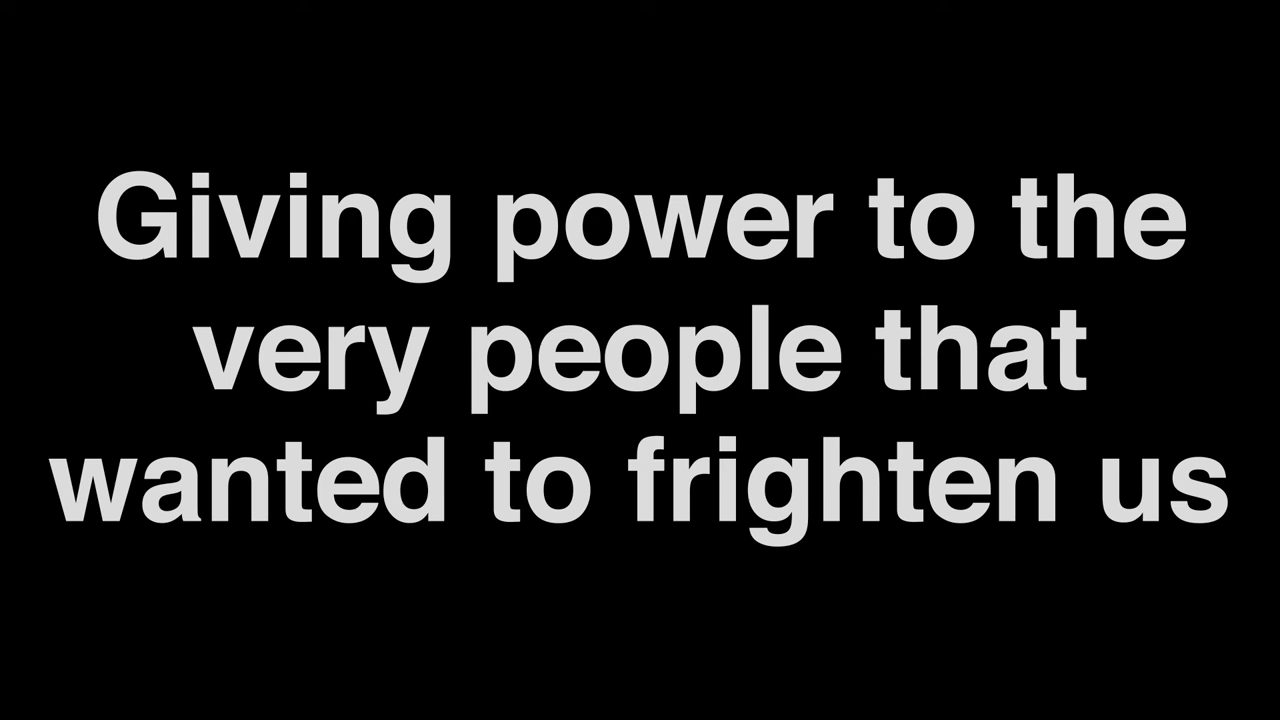 Giving power to the
very people that
wanted to frighten us